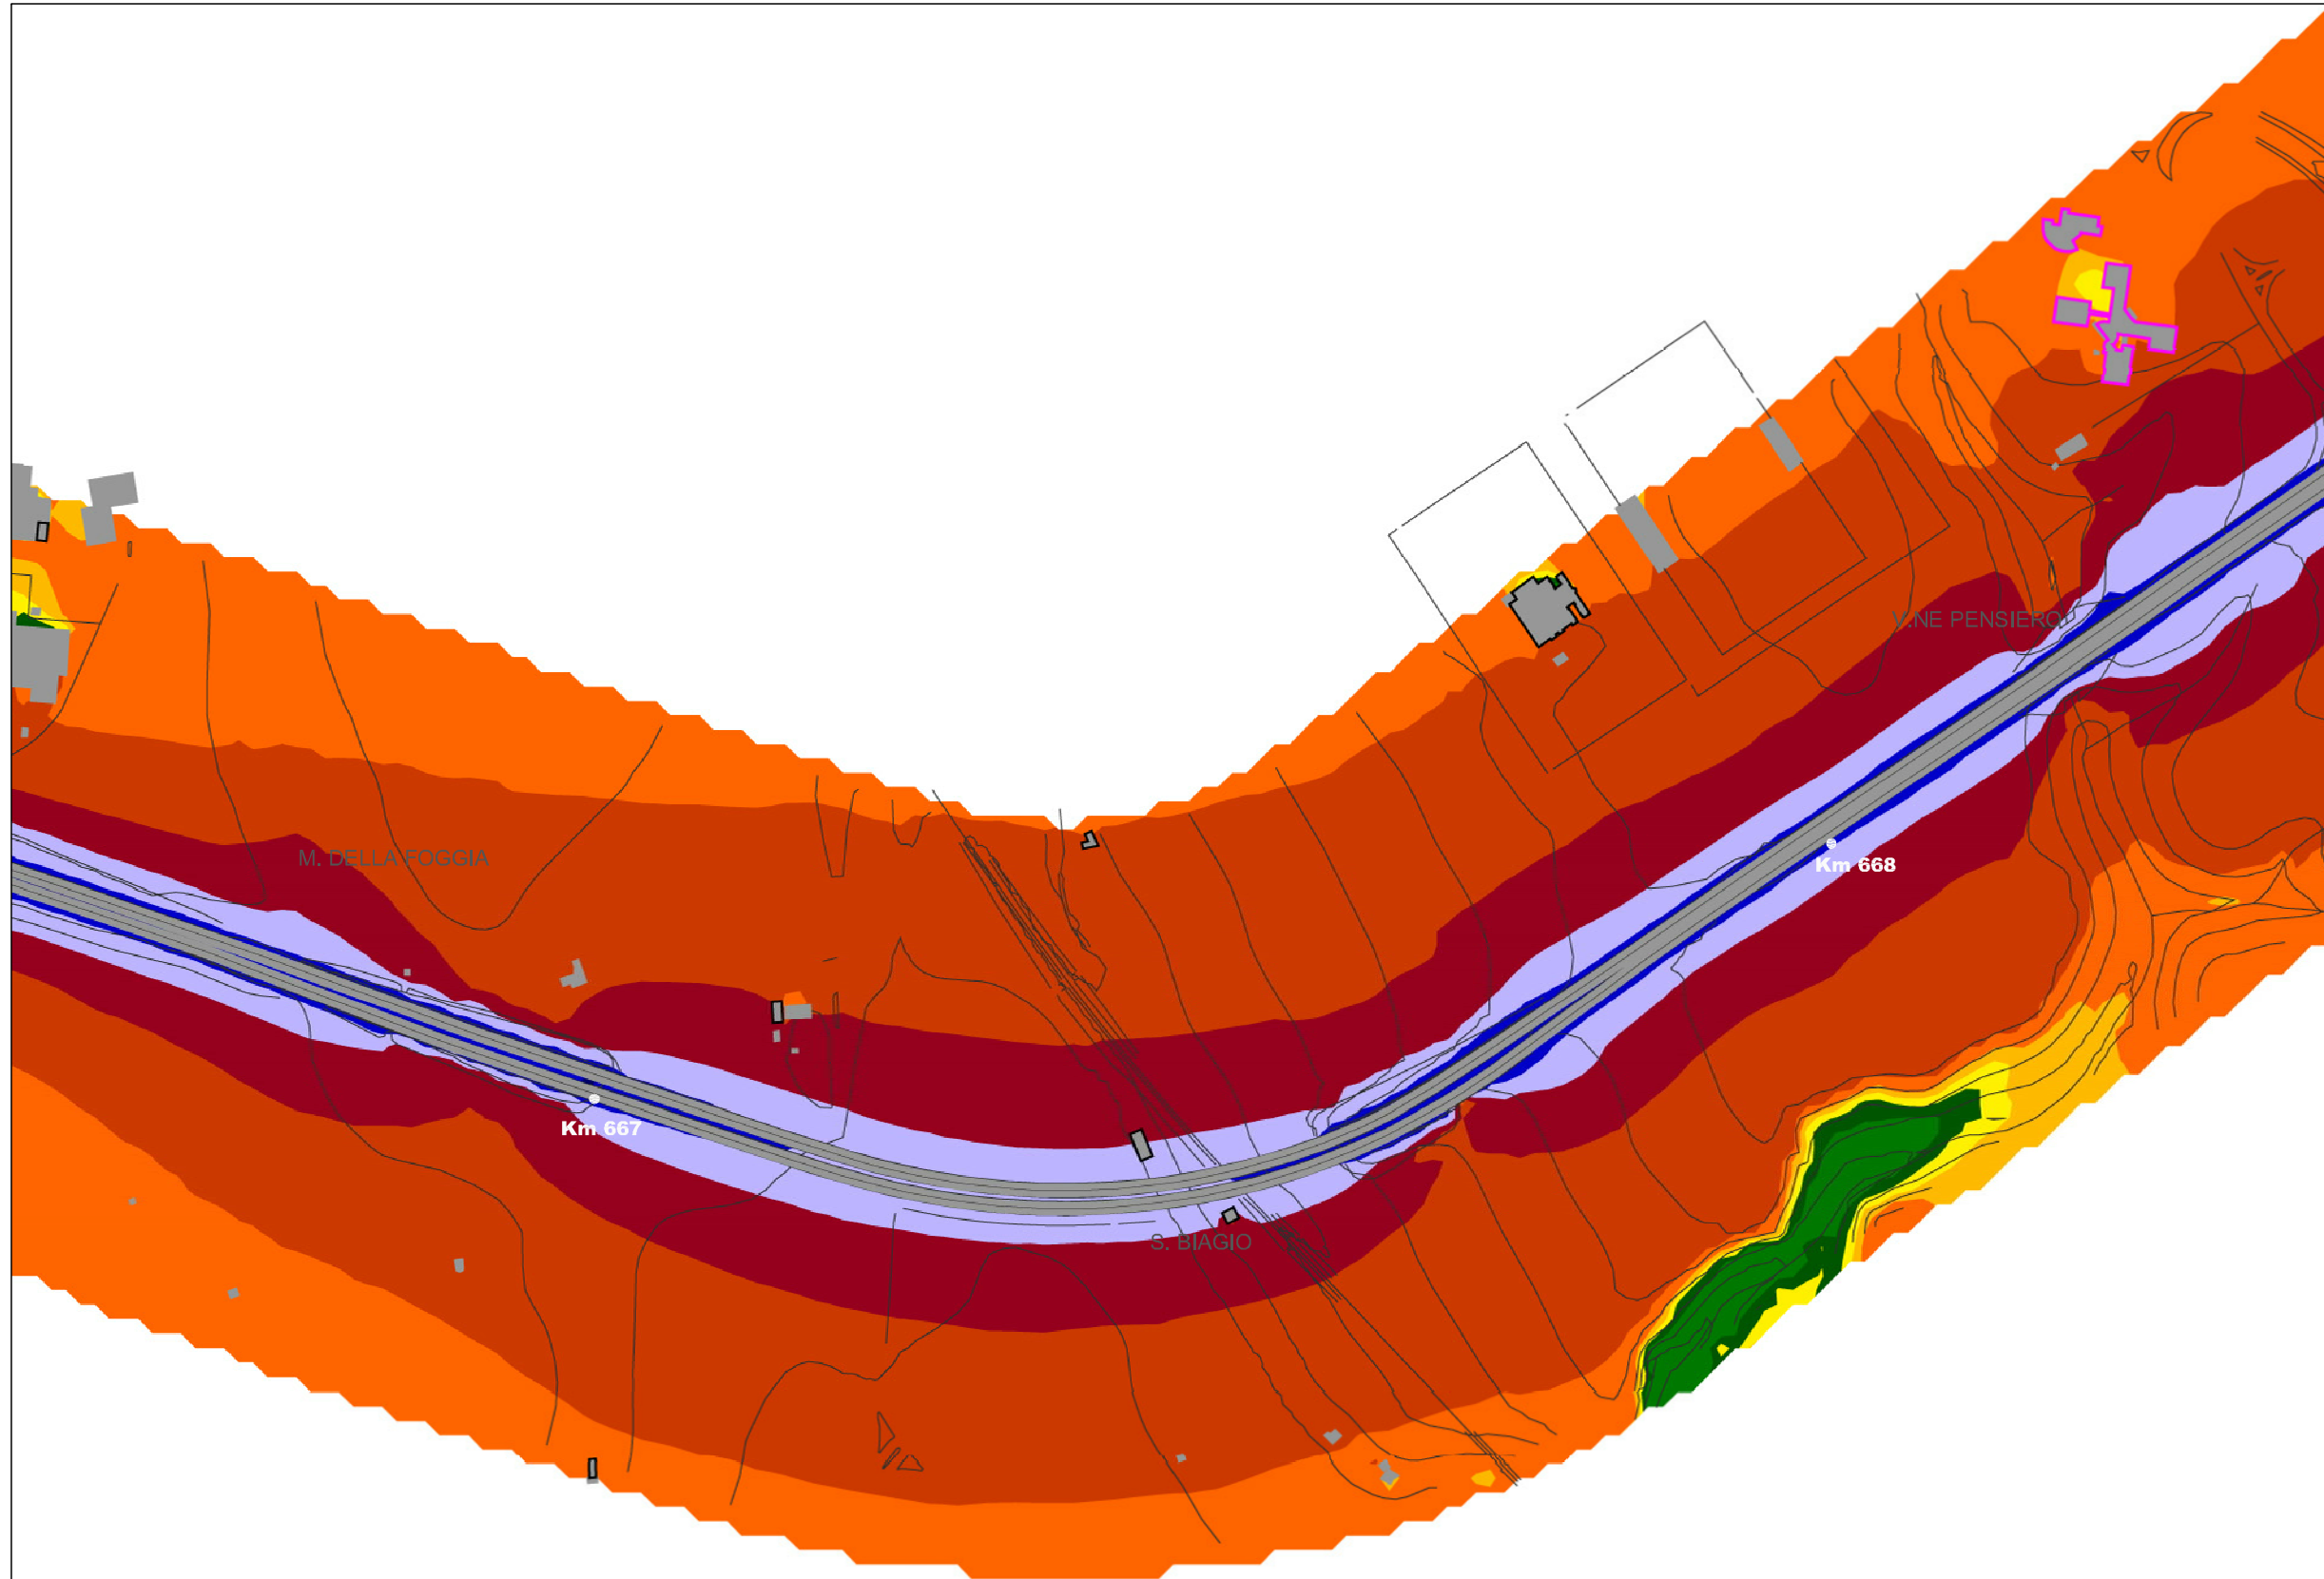 V.NE PENSIERO
M. DELLA FOGGIA
Km 668
Km 667
S. BIAGIO